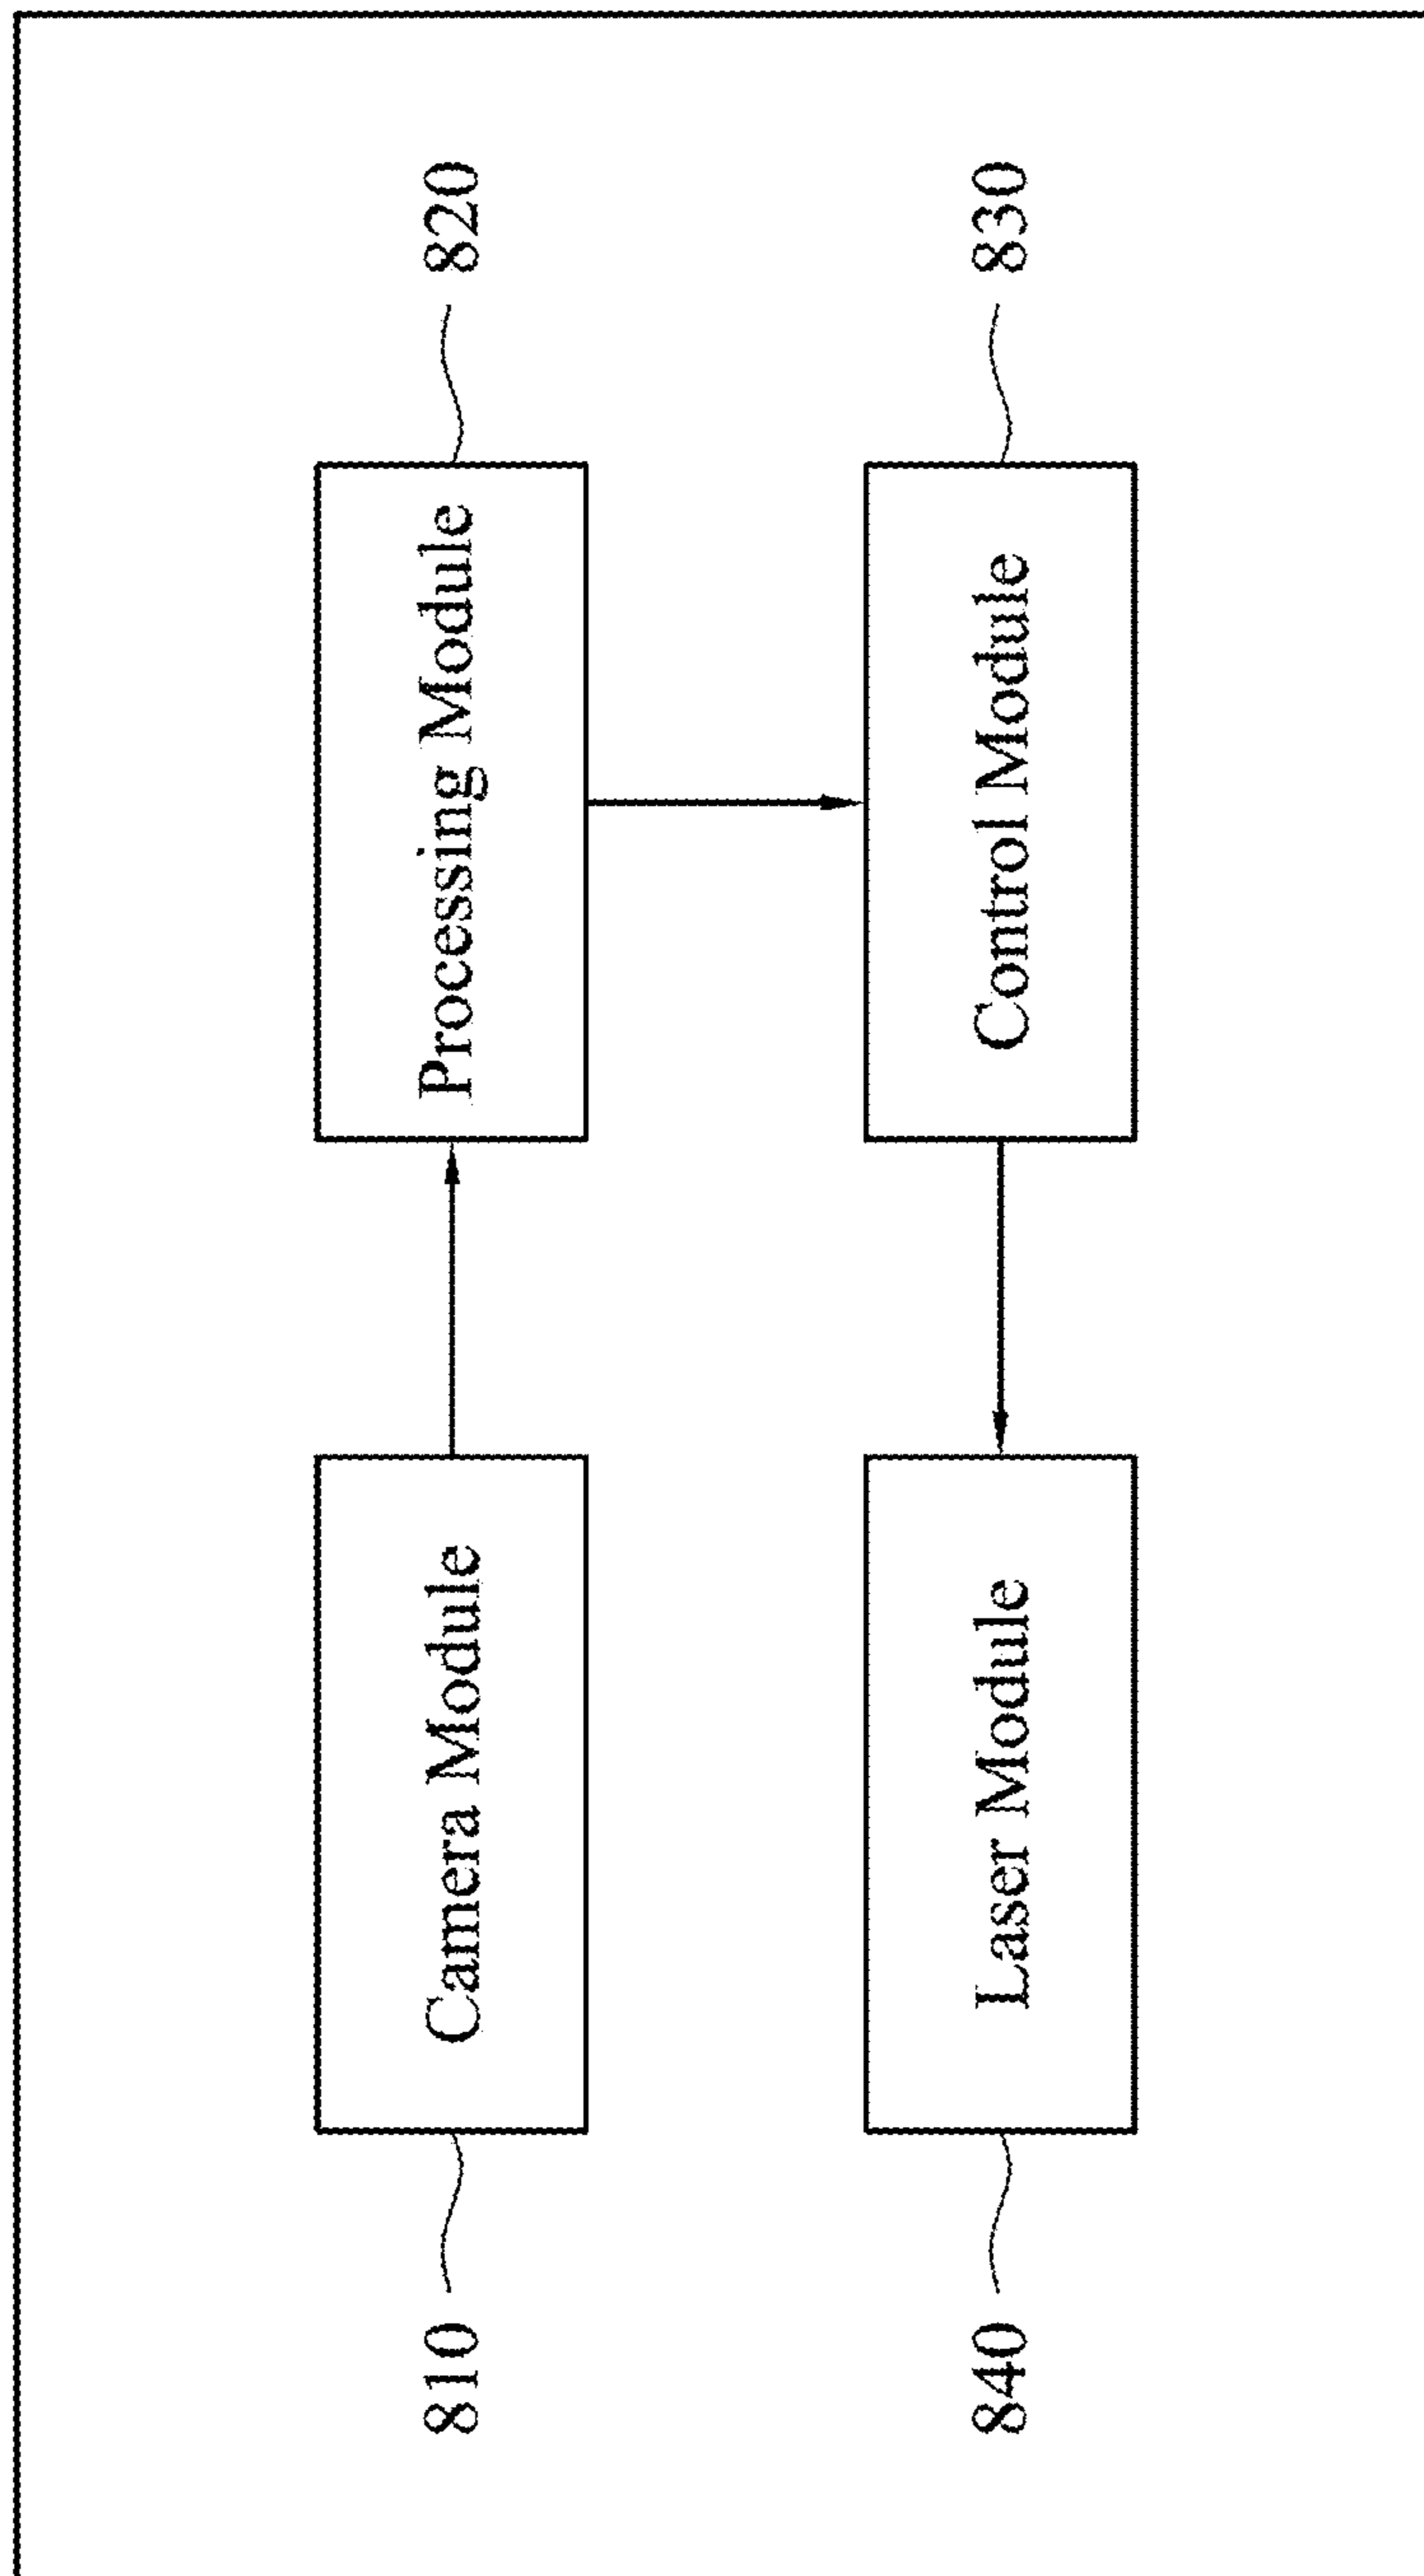 820
Processing Module
Camera Module
810
830
Control Module
Laser Module
840